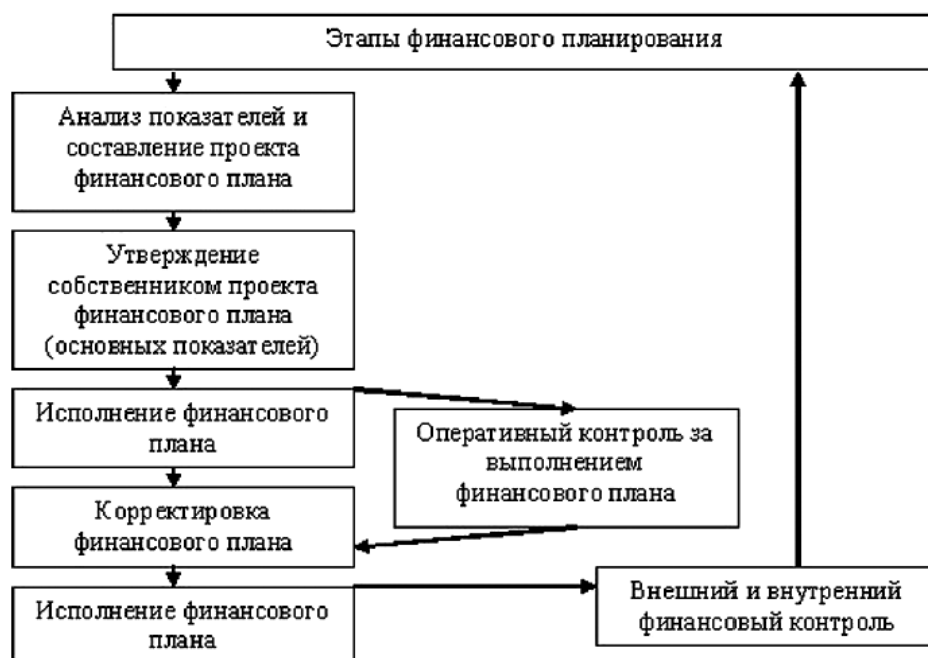 Этапы финансового планирования
Анализ показателей и
составление проекта
финансового плана
Утверждение
собственником проекта
финансового плана
(основных показателей)
Исполнение финансового
плана
Оперативный контроль за
выполнением
финансового плана
Корректировка
финансового плана
Исполнение финансового
плана
Внешний и внутренний
финансовый контроль